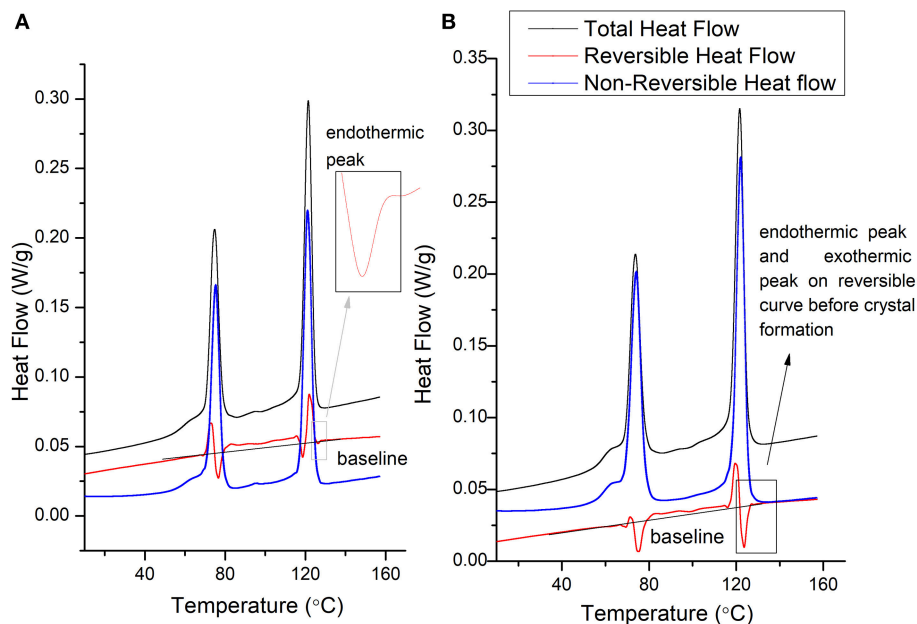 A
Heat Flow (W/g)
0.30
0.25
0.20
0.15
0.10
0.05
0.00
endothermic
peak
baseline
40
80
120
160
Temperature (°C)
B
Total Heat Flow
Reversible Heat Flow
Non-Reversible Heat flow
Heat Flow (W/g)
0.35
0.30
0.25
0.20
0.15
0.10
0.05
0.00
endothermic peak
and exothermic
peak on reversible
curve before crystal
formation
baseline
40
80
120
160
Temperature (°C)